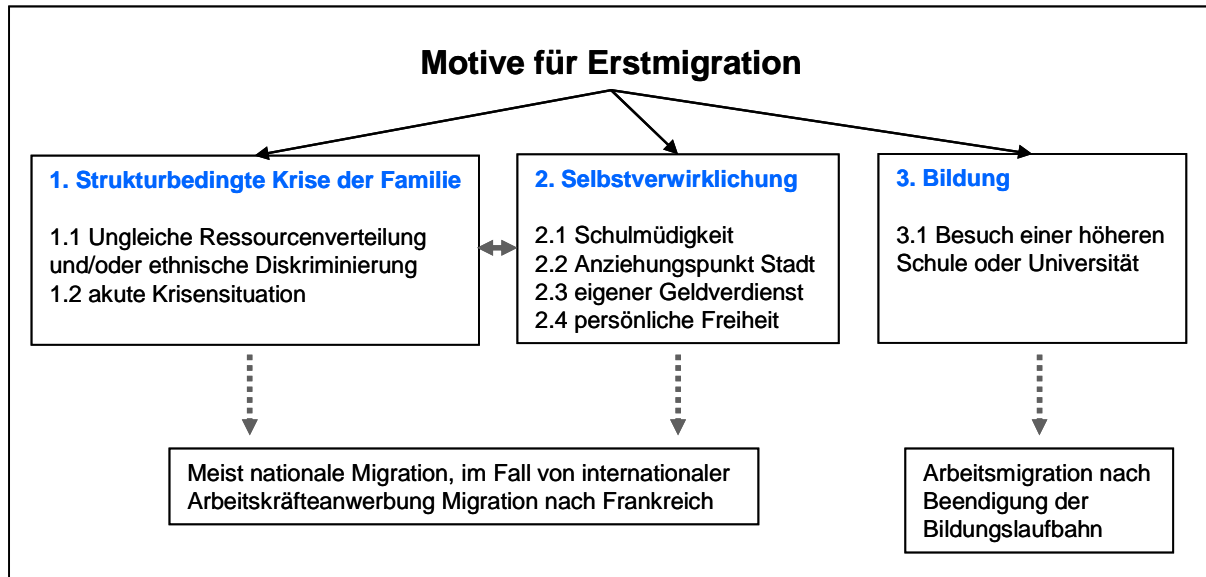 Motive für Erstmigration
1. Strukturbedingte Krise der Familie
1.1 Ungleiche Ressourcenverteilung
und/oder ethnische Diskriminierung
1.2 akute Krisensituation
2. Selbstverwirklichung
2.1 Schulmüdigkeit
2.2 Anziehungspunkt Stadt
2.3 eigener Geldverdienst
2.4 persönliche Freiheit
3. Bildung
3.1 Besuch einer höheren
Schule oder Universität
Meist nationale Migration, im Fall von internationaler
Arbeitskräfteanwerbung Migration nach Frankreich
Arbeitsmigration nach
Beendigung der
Bildungslaufbahn